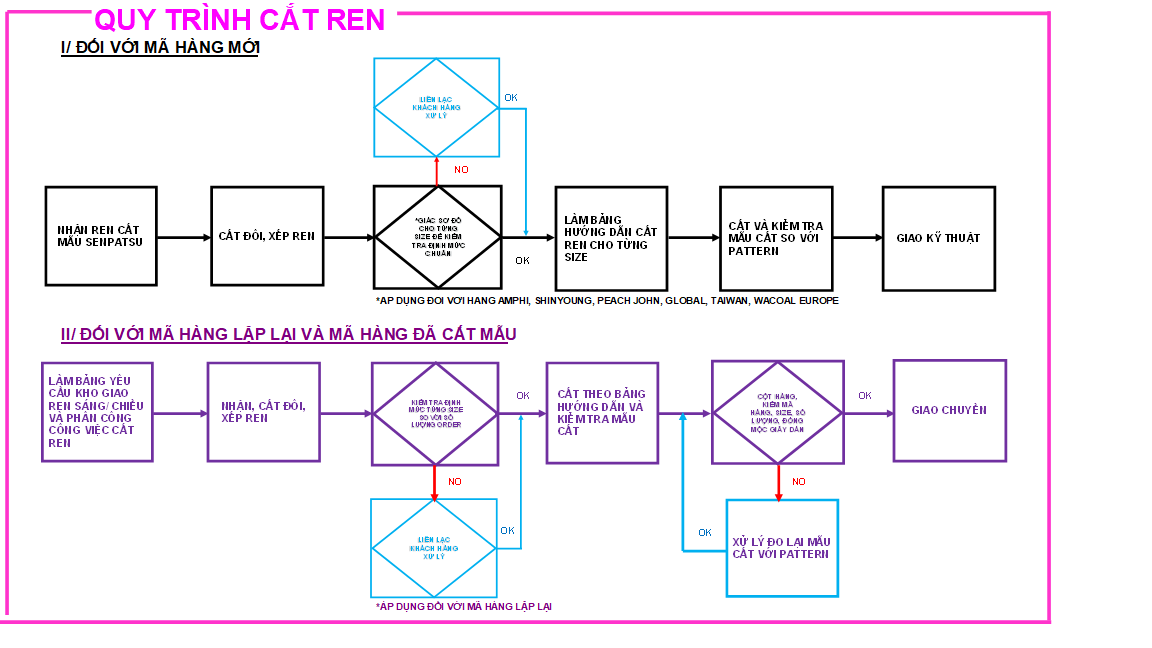 QUY TRÌNH CẮT REN
I/ ĐỐI VỚI MÃ HÀNG MỚI
LIÊN LẠC
KHÁCH HÀNG
XỬ LÝ
OK
NO
NHẬN REN CẮT
MẪU SENPATSU
CẮT ĐÔI, XẾP REN
*GIÁC SƠ ĐỒ
CHO TỪNG
SIZE ĐỂ KIỂM
TRA ĐỊNH MỨC
CHUẨN
OK
LÀM BẢNG
HƯỚNG DẪN CẮT
REN CHO TỪNG
SIZE
CẮT VÀ KIỂM TRA
MẪU CẮT SO VỚI
PATTERN
GIAO KỸ THUẬT
*ÁP DỤNG ĐỐI VỚI HÀNG AMPHI, SHINYOUNG, PEACH JOHN, GLOBAL, TAIWAN, WACOAL EUROPE
II/ ĐỐI VỚI MÃ HÀNG LẶP LẠI VÀ MÃ HÀNG ĐÃ CẮT MẪU
LÀM BẢNG YÊU
CẦU KHO GIAO
REN SÁNG/ CHIỀU
VÀ PHÂN CÔNG
CÔNG VIỆC CẮT
REN
NHẬN, CẮT ĐÔI,
XẾP REN
KIỂM TRA ĐỊNH
MỨC TỪNG SIZE
SO VỚI SỐ
LƯỢNG ORDER
OK
CẮT THEO BẢNG
HƯỚNG DẪN VÀ
KIỂM TRA MẪU
CẮT
CỘT HÀNG,
KIỂM MÃ
HÀNG, SIZE, SỐ
LƯỢNG, ĐÓNG
MỘC GIẤY DÁN
OK
GIAO CHUYỀN
NO
NO
LIÊN LẠC
KHÁCH HÀNG
XỬ LÝ
OK
OK
XỬ LÝ ĐO LẠI MẪU
CẮT VỚI PATTERN
*ÁP DỤNG ĐỐI VỚI MÃ HÀNG LẶP LẠI